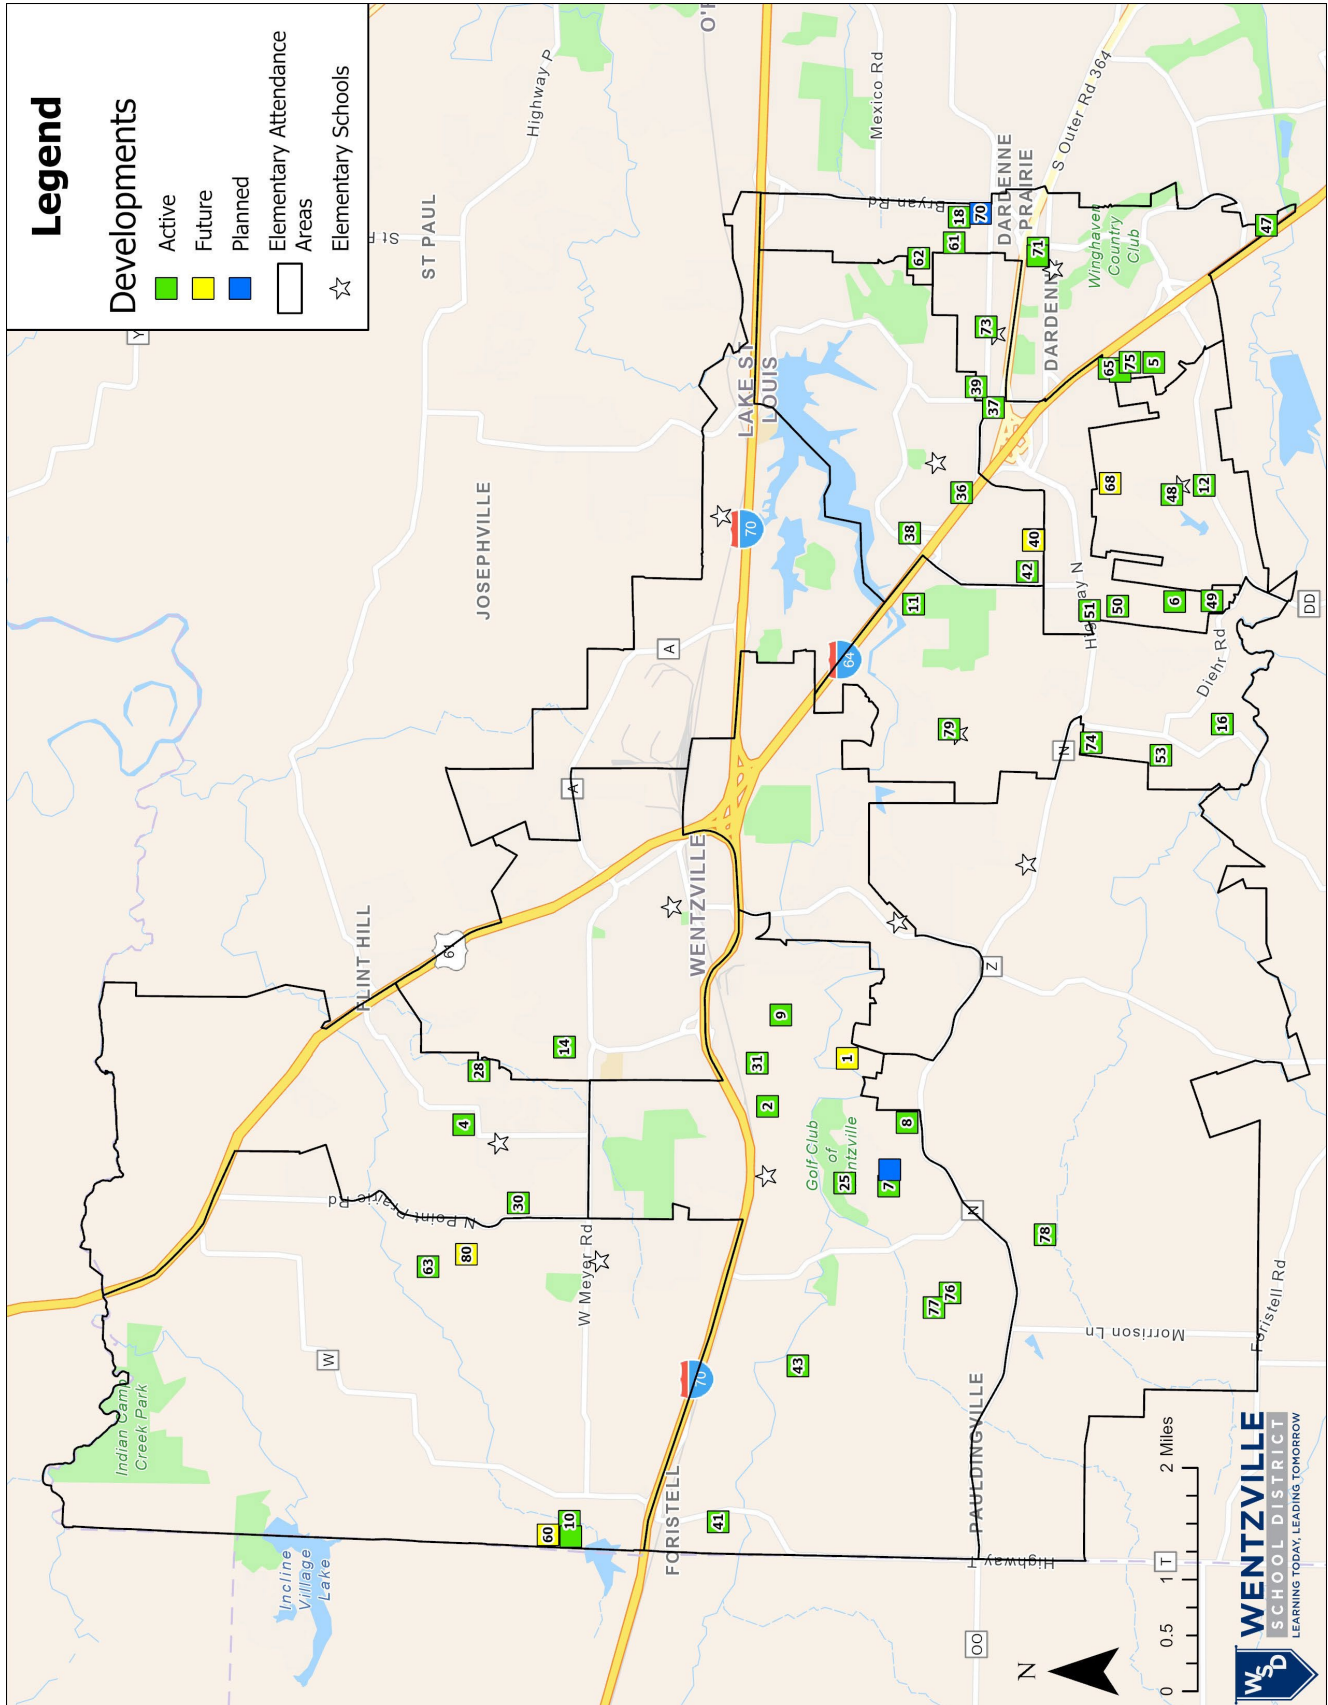 Legend
Developments
Active
Future
Planned
Elementary Attendance
Areas
Elementary Schools
Indian Camp
Creek Park
Incline
Village
Lake
W
FLINT HILL
61
Y
ST PAUL
St P
Highway P
JOSEPHVILLE
A
A
N Point Prairie Rd
W Meyer Rd
63
80
30
4
28
14
60
10
FORISTELL
70
41
43
WENTZVILLE
2
31
9
1
Golf Club
of
ntzville
25
7
8
77
76
78
N
Z
PAULDINGVILLE
Highway T
Morrison Ln
Foristell Rd
OO
T
70
64
LAKE ST
LOUIS
O'F
Mexico Rd
Bryan Rd
DARDENNE
PRAIRIE
S Outer Rd 364
Winghaven
Country
Club
DARDENN
62
61
18
70
71
73
39
37
36
38
11
40
42
79
N
Highway N
51
50
6
49
68
48
12
65
75
5
47
74
53
16
Diehr Rd
DD
N
0
0.5
1
2 Miles
WSD
WENTZVILLE
SCHOOL DISTRICT
LEARNING TODAY, LEADING TOMORROW